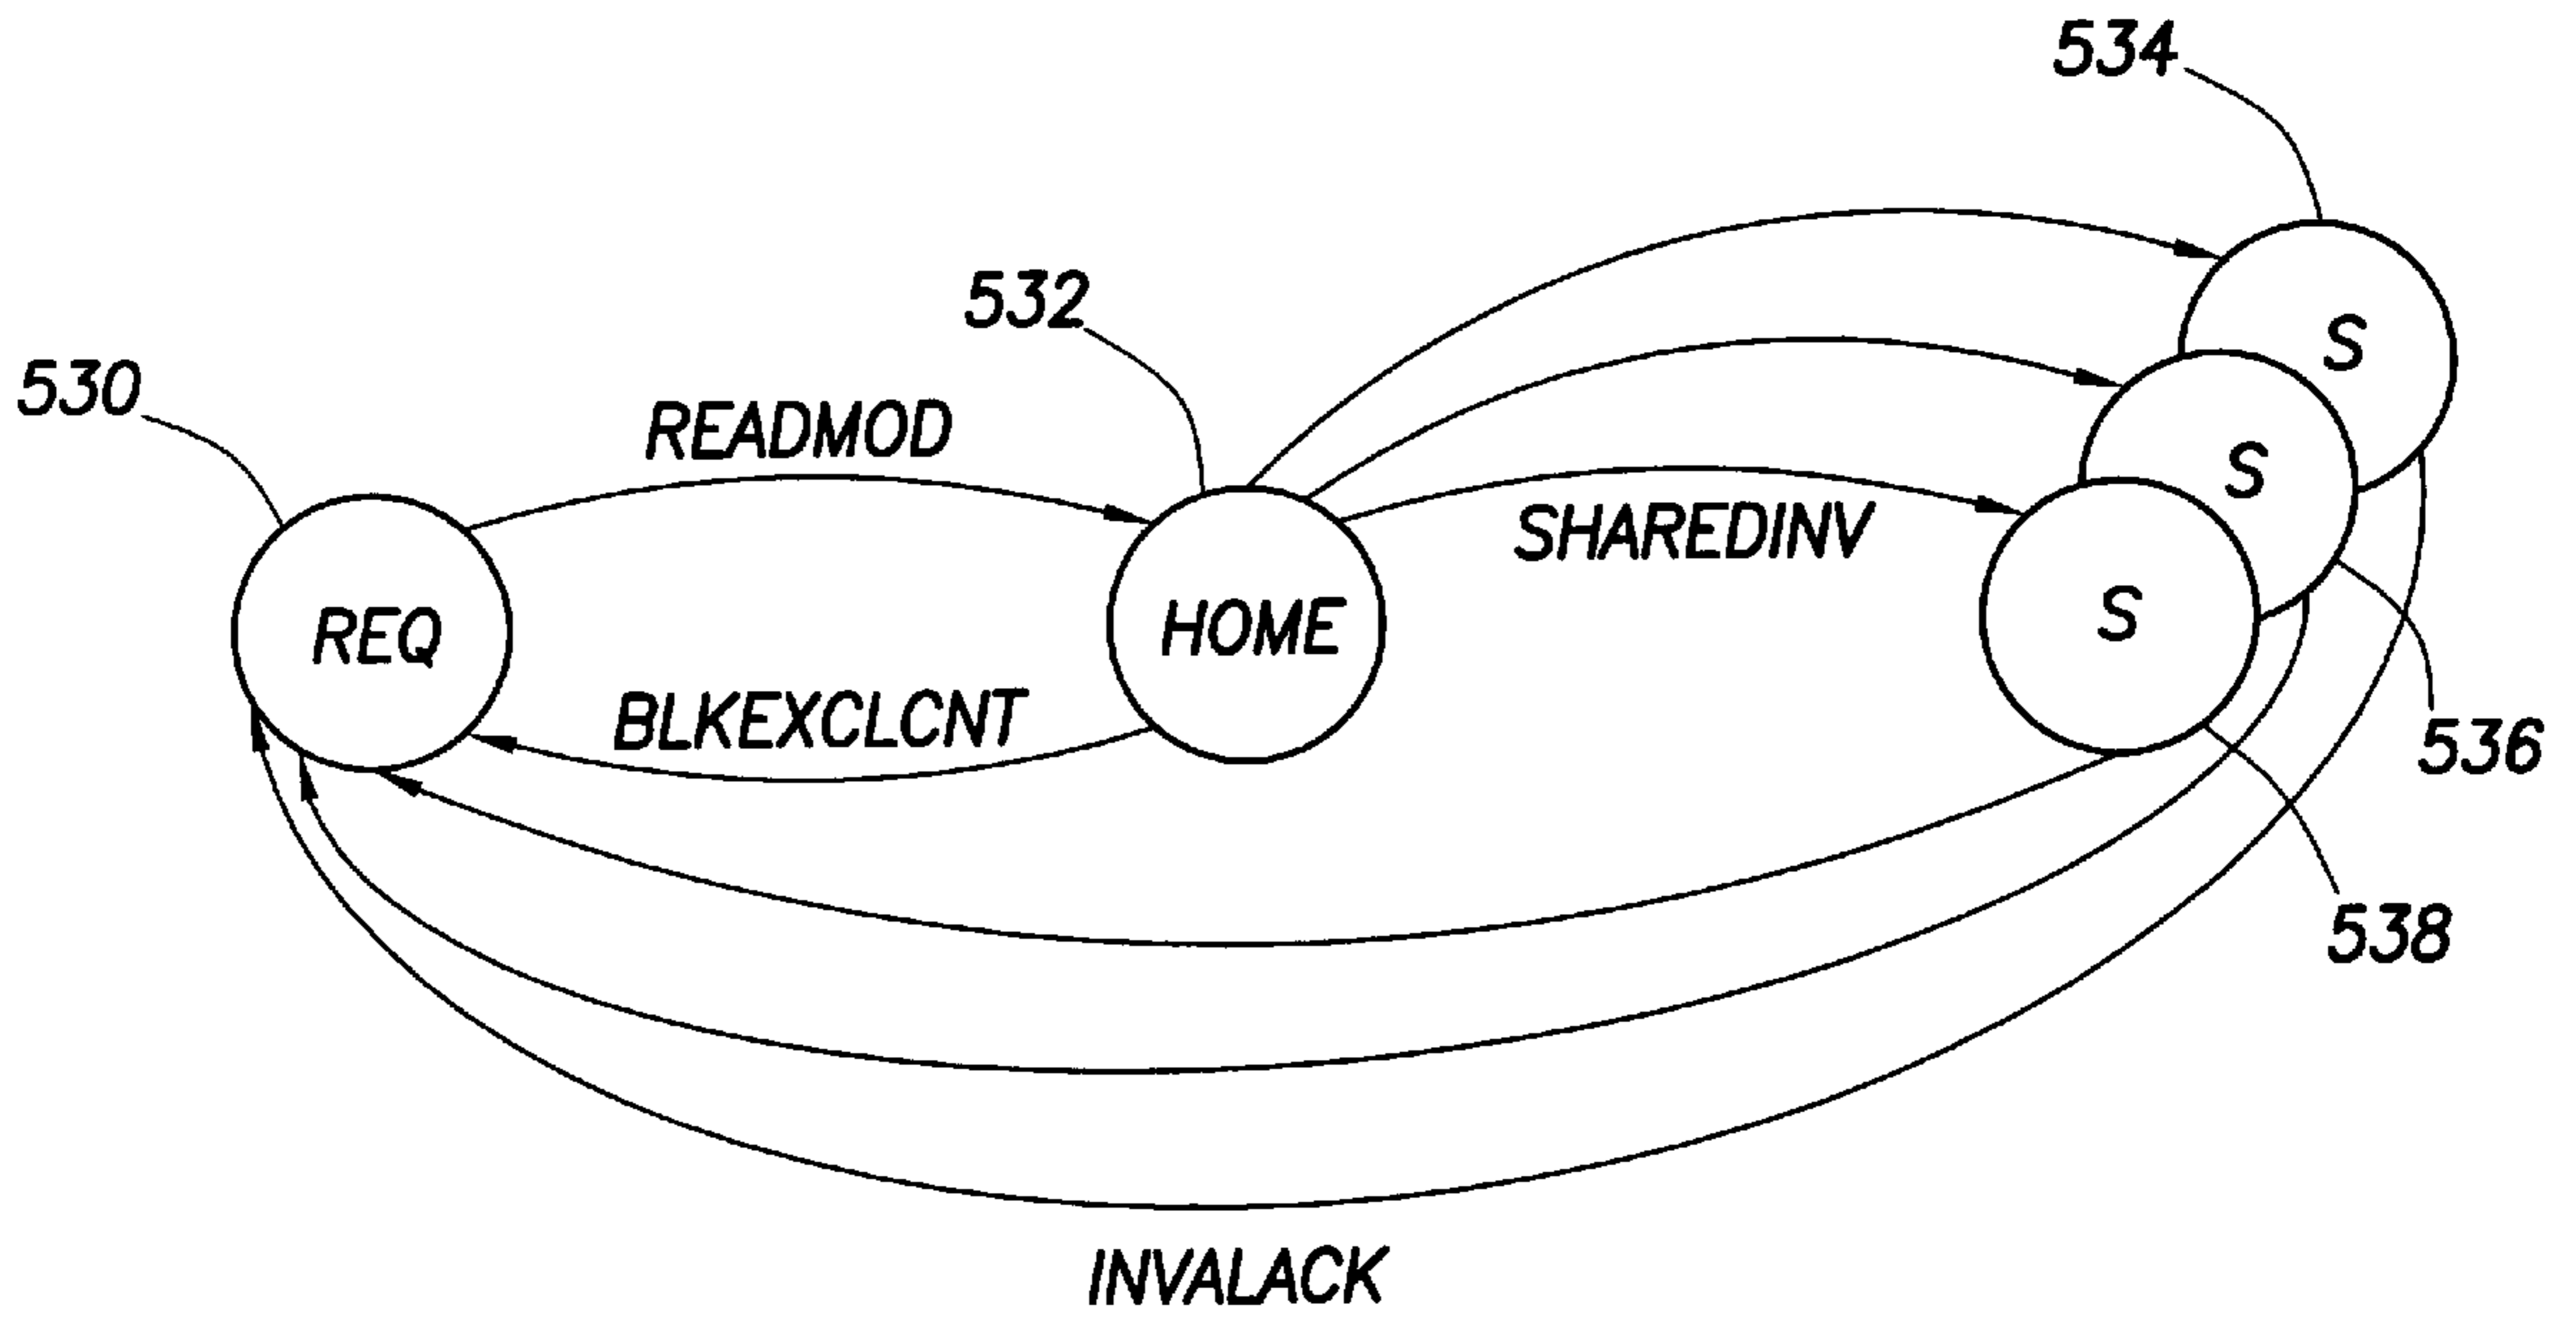 534
532
530
READMOD
S
S
SHAREDINV
REQ
HOME
S
BLKEXCLCNT
536
538
INVALACK